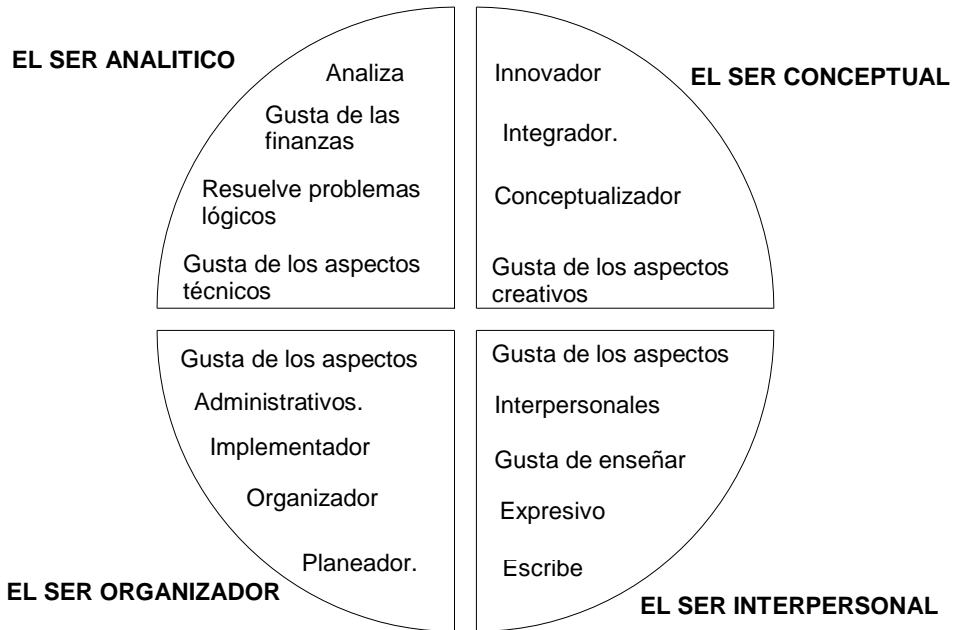 EL SER ANALITICO
Analiza
Gusta de las
finanzas
Resuelve problemas
lógicos
Gusta de los aspectos
técnicos
EL SER CONCEPTUAL
Innovador
Integrador.
Conceptualizador
Gusta de los aspectos
creativos
Gusta de los aspectos
Administrativos.
Implementador
Organizador
Planeador.
EL SER ORGANIZADOR
Gusta de los aspectos
Interpersonales
Gusta de enseñar
Expresivo
Escribe
EL SER INTERPERSONAL